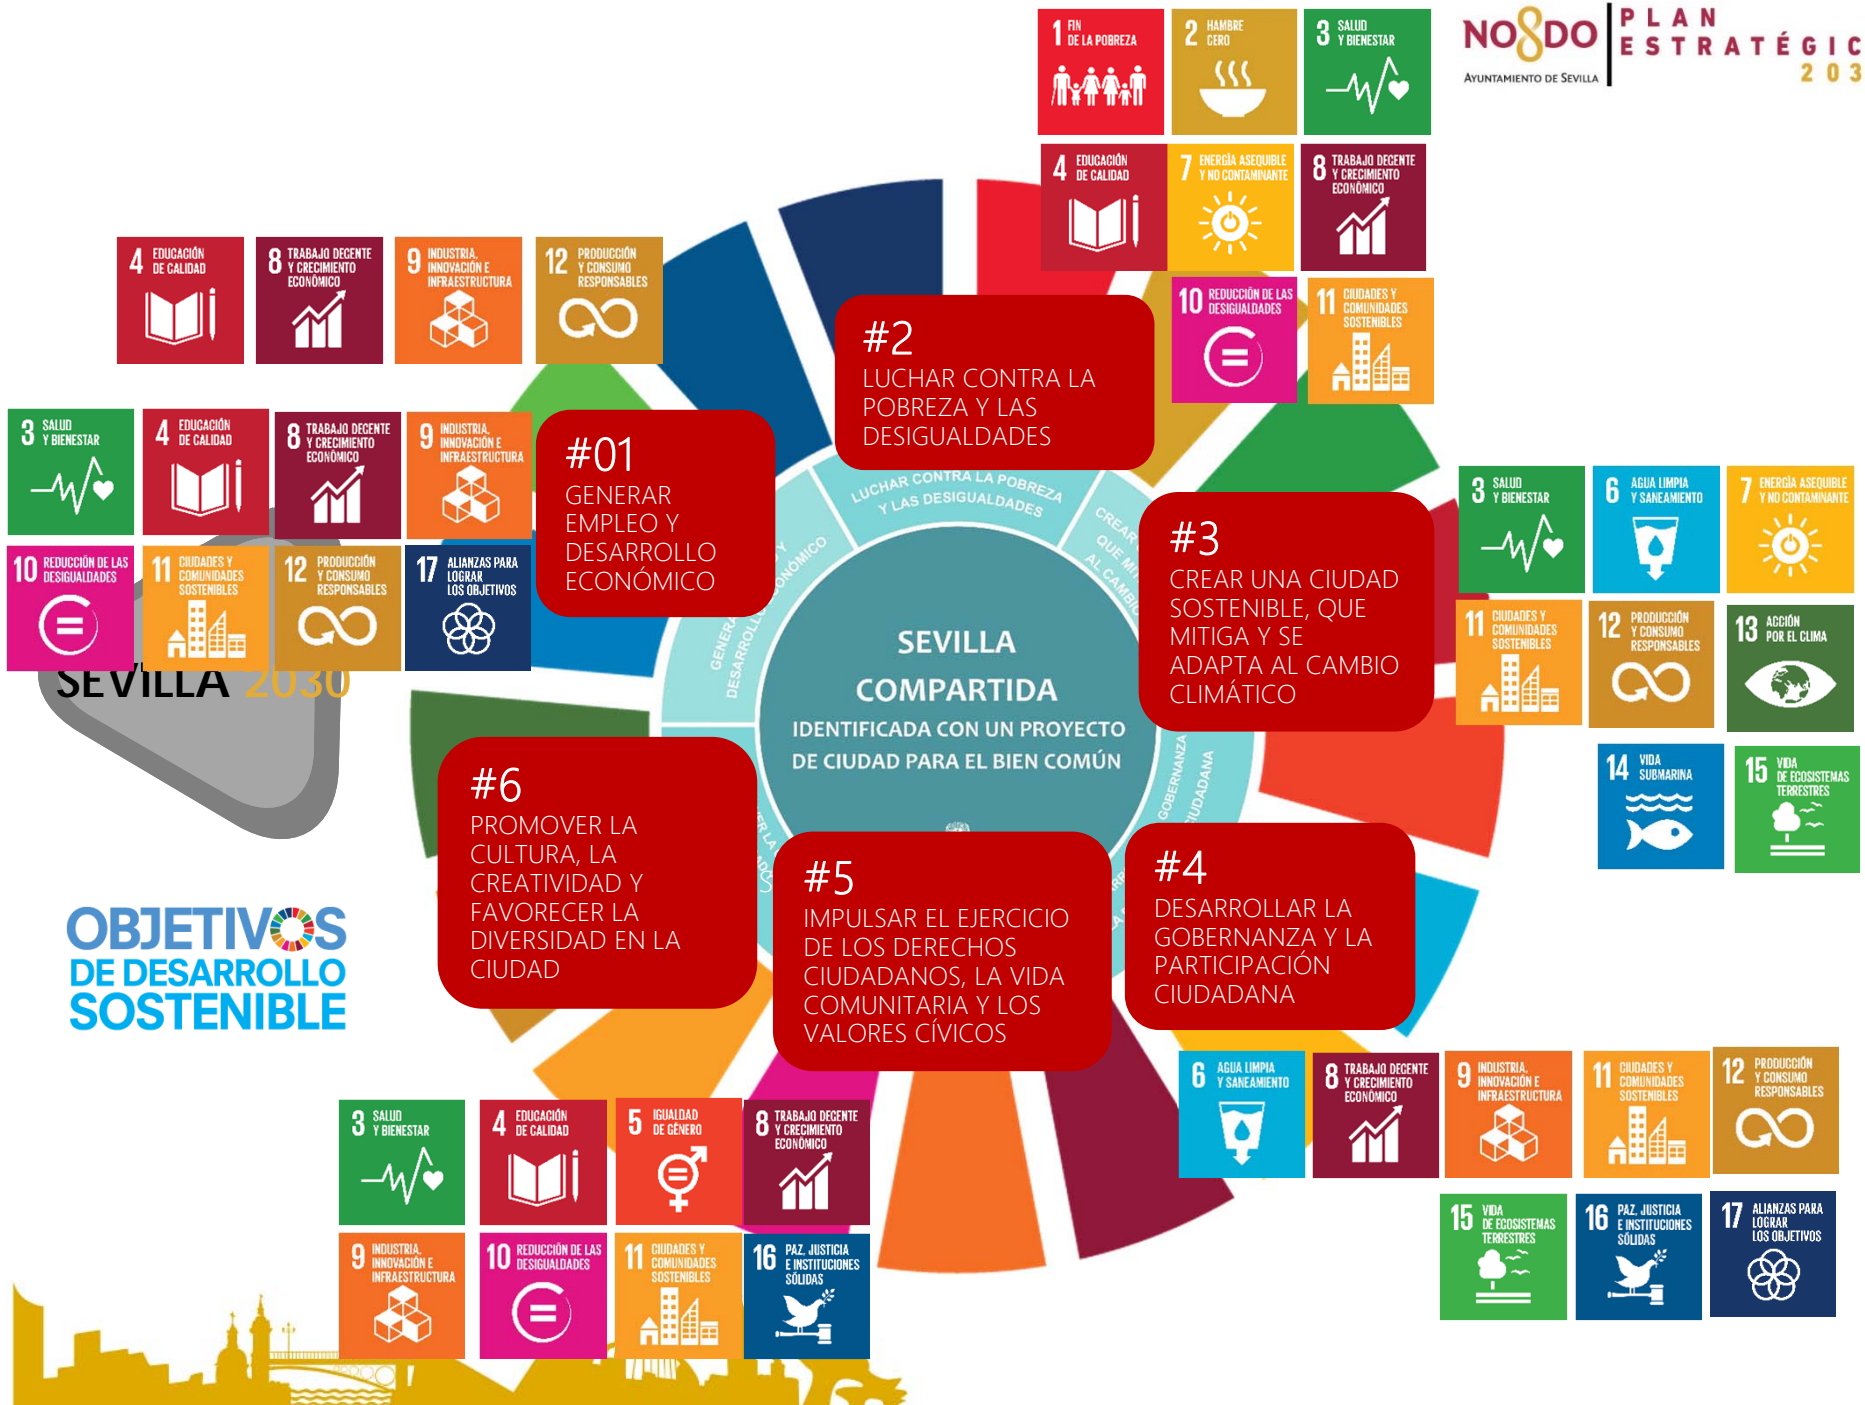 NO8DO
AYUNTAMIENTO DE SEVILLA
PLAN
ESTRATÉGIC
203
1 FIN
DE LA POBREZA
2 HAMBRE
CERO
3 SALUD
Y BIENESTAR
4 EDUCACIÓN
DE CALIDAD
7 ENERGÍA ASEQUIBLE
Y NO CONTAMINANTE
8 TRABAJO DECENTE
Y CRECIMIENTO
ECONÓMICO
10 REDUCCIÓN DE LAS
DESIGUALDADES
11 CIUDADES Y
COMUNIDADES
SOSTENIBLES
4 EDUCACIÓN
DE CALIDAD
8 TRABAJO DECENTE
Y CRECIMIENTO
ECONÓMICO
9 INDUSTRIA,
INNOVACIÓN E
INFRAESTRUCTURA
12 PRODUCCIÓN
Y CONSUMO
RESPONSABLES
3 SALUD
Y BIENESTAR
4 EDUCACIÓN
DE CALIDAD
8 TRABAJO DECENTE
Y CRECIMIENTO
ECONÓMICO
9 INDUSTRIA,
INNOVACIÓN E
INFRAESTRUCTURA
10 REDUCCIÓN DE LAS
DESIGUALDADES
11 CIUDADES Y
COMUNIDADES
SOSTENIBLES
12 PRODUCCIÓN
Y CONSUMO
RESPONSABLES
17 ALIANZAS PARA
LOGRAR
LOS OBJETIVOS
SEVILLA 2030
#2
LUCHAR CONTRA LA
POBREZA Y LAS
DESIGUALDADES
#01
GENERAR
EMPLEO Y
DESARROLLO
ECONÓMICO
LUCHAR CONTRA LA POBREZA
Y LAS DESIGUALDADES
CREAR
QUE MIT
AL CAMBIO
GENERA
Y
DESARROLLO ECONÓMICO
#3
CREAR UNA CIUDAD
SOSTENIBLE, QUE
MITIGA Y SE
ADAPTA AL CAMBIO
CLIMÁTICO
3 SALUD
Y BIENESTAR
6 AGUA LIMPIA
Y SANEAMIENTO
7 ENERGÍA ASEQUIBLE
Y NO CONTAMINANTE
11 CIUDADES Y
COMUNIDADES
SOSTENIBLES
12 PRODUCCIÓN
Y CONSUMO
RESPONSABLES
13 ACCIÓN
POR EL CLIMA
14 VIDA
SUBMARINA
15 VIDA
DE ECOSISTEMAS
TERRESTRES
SEVILLA
COMPARTIDA
IDENTIFICADA CON UN PROYECTO
DE CIUDAD PARA EL BIEN COMÚN
GOBERNANZA
CIUDADANA
#6
PROMOVER LA
CULTURA, LA
CREATIVIDAD Y
FAVORECER LA
DIVERSIDAD EN LA
CIUDAD
#5
IMPULSAR EL EJERCICIO
DE LOS DERECHOS
CIUDADANOS, LA VIDA
COMUNITARIA Y LOS
VALORES CÍVICOS
#4
DESARROLLAR LA
GOBERNANZA Y LA
PARTICIPACIÓN
CIUDADANA
OBJETIVOS
DE DESARROLLO
SOSTENIBLE
6 AGUA LIMPIA
Y SANEAMIENTO
8 TRABAJO DECENTE
Y CRECIMIENTO
ECONÓMICO
9 INDUSTRIA,
INNOVACIÓN E
INFRAESTRUCTURA
11 CIUDADES Y
COMUNIDADES
SOSTENIBLES
12 PRODUCCIÓN
Y CONSUMO
RESPONSABLES
15 VIDA
DE ECOSISTEMAS
TERRESTRES
16 PAZ, JUSTICIA
E INSTITUCIONES
SÓLIDAS
17 ALIANZAS PARA
LOGRAR
LOS OBJETIVOS
3 SALUD
Y BIENESTAR
4 EDUCACIÓN
DE CALIDAD
5 IGUALDAD
DE GÉNERO
8 TRABAJO DECENTE
Y CRECIMIENTO
ECONÓMICO
9 INDUSTRIA,
INNOVACIÓN E
INFRAESTRUCTURA
10 REDUCCIÓN DE LAS
DESIGUALDADES
11 CIUDADES Y
COMUNIDADES
SOSTENIBLES
16 PAZ, JUSTICIA
E INSTITUCIONES
SÓLIDAS